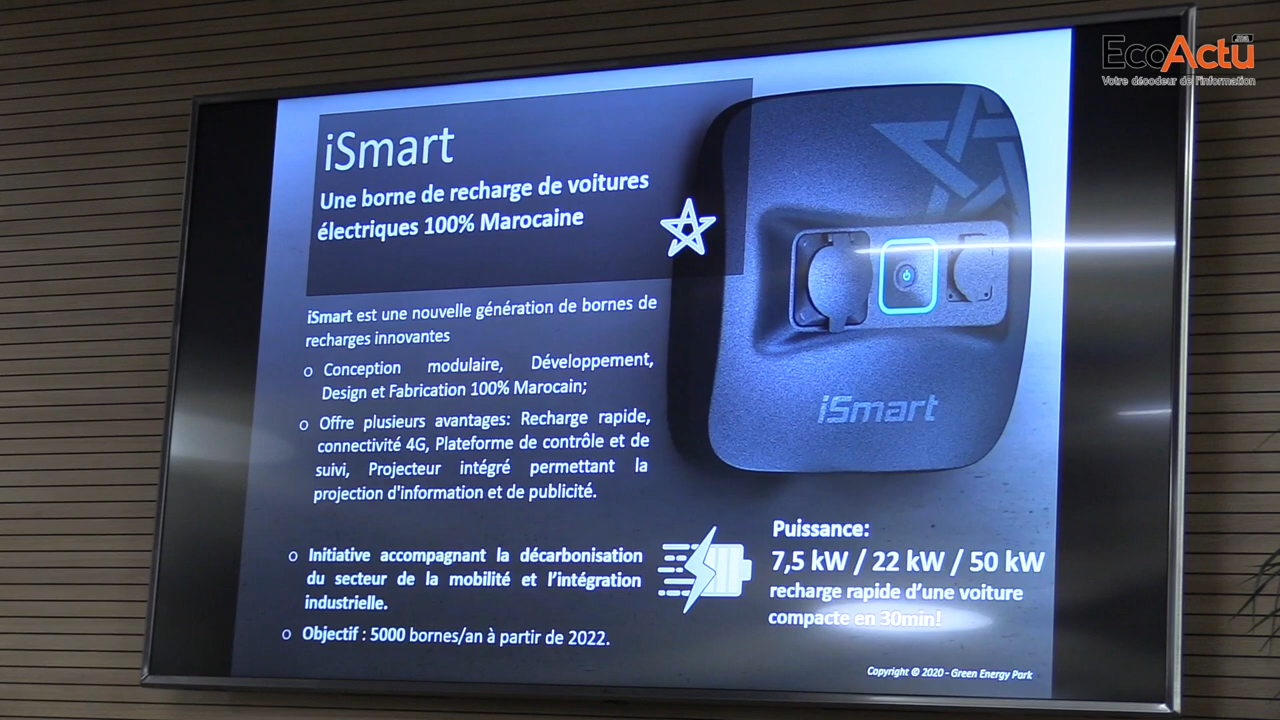 EcoActu
.ma
Votre décodeur de l'information
iSmart
Une borne de recharge de voitures
électriques 100% Marocaine
iSmart est une nouvelle génération de bornes de
recharges innovantes
o Conception modulaire, Développement,
Design et Fabrication 100% Marocain;
o Offre plusieurs avantages: Recharge rapide,
connectivité 4G, Plateforme de contrôle et de
suivi, Projecteur intégré permettant la
projection d'information et de publicité.
o Initiative accompagnant la décarbonisation
du secteur de la mobilité et l'intégration
industrielle.
o Objectif : 5000 bornes/an à partir de 2022.
iSmart
Puissance:
7,5 kW / 22 kW / 50 kW
recharge rapide d'une voiture
compacte en 30min!
Copyright © 2020 - Green Energy Park